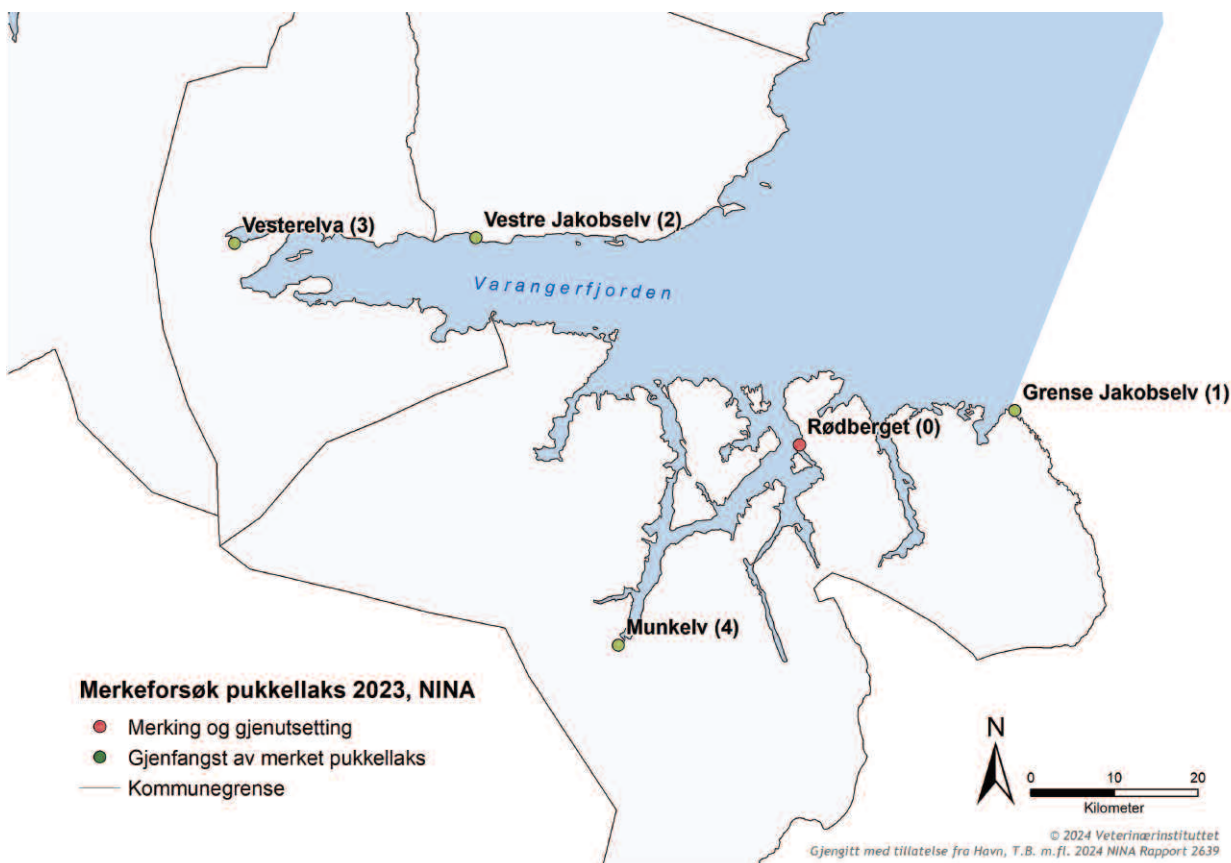 Vesterelva (3)
Vestre Jakobselv (2)
Varangerfjorden
Grense Jakobselv (1)
Rødberget (0)
Munkelv (4)
Merkeforsøk pukkellaks 2023, NINA
Merking og gjenutsetting
Gjenfangst av merket pukkellaks
Kommunegrense
N
0 10 20
Kilometer
© 2024 Veterinærinstituttet
Gjengitt med tillatelse fra Havn, T.B. m.fl. 2024 NINA Rapport 2639